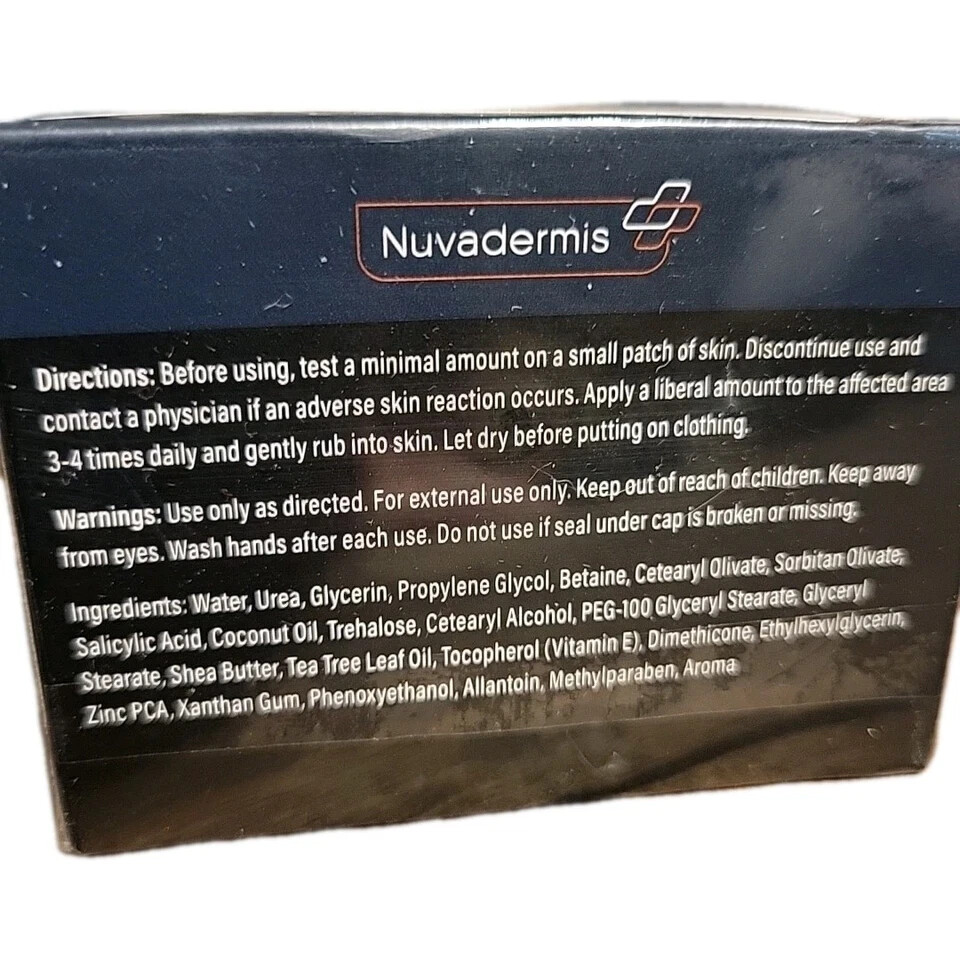 Nuvadermis
Directions: Before using, test a minimal amount on a small patch of skin. Discontinue use and
contact a physician if an adverse skin reaction occurs. Apply a liberal amount to the affected area
3-4 times daily and gently rub into skin. Let dry before putting on clothing.
Warnings: Use only as directed. For external use only. Keep out of reach of children. Keep away
from eyes. Wash hands after each use. Do not use if seal under cap is broken or missing.
Ingredients: Water, Urea, Glycerin, Propylene Glycol, Betaine, Cetearyl Olivate, Sorbitan Olivate,
Salicylic Acid, Coconut Oil, Trehalose, Cetearyl Alcohol, PEG-100 Glyceryl Stearate, Glyceryl
Stearate, Shea Butter, Tea Tree Leaf Oil, Tocopherol (Vitamin E), Dimethicone, Ethylhexylglycerin,
Zinc PCA, Xanthan Gum, Phenoxyethanol, Allantoin, Methylparaben, Aroma